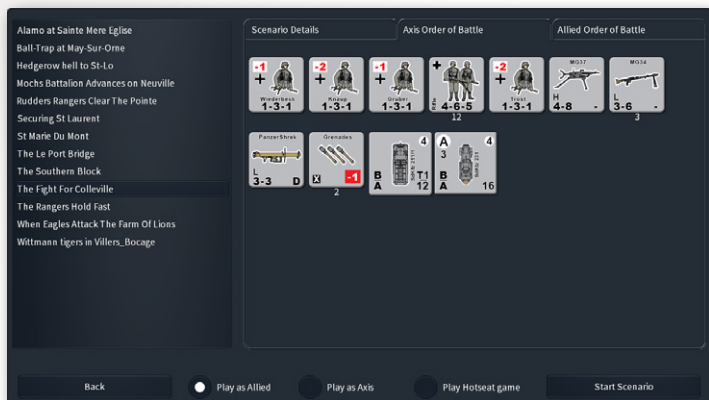 Alamo at Sainte Mere Eglise
Ball-Trap at May-Sur-Orne
Hedgerow hell to St-Lo
Mochs Battalion Advances on Neuville
Rudders Rangers Clear The Pointe
Securing St Laurent
St Marie Du Mont
The Le Port Bridge
The Southern Block
The Fight For Colleville
The Rangers Hold Fast
When Eagles Attack The Farm Of Lions
Wittmann tigers in Villers_Bocage
Scenario Details Axis Order of Battle Allied Order of Battle
-1 -2 -1 + -2 MG37 MG34
+ + + Rifle +
Knaup Gruber Trost
1-3-1 1-3-1 1-3-1 4-6-5 1-3-1 H 4-8 - L 3-6 -
12 3
PanzerShrek Grenades 4 A 4
3
L B T1 B
3-3 D X -1 A 12 A 16
2
Back Play as Allied Play as Axis Play Hotseat game Start Scenario